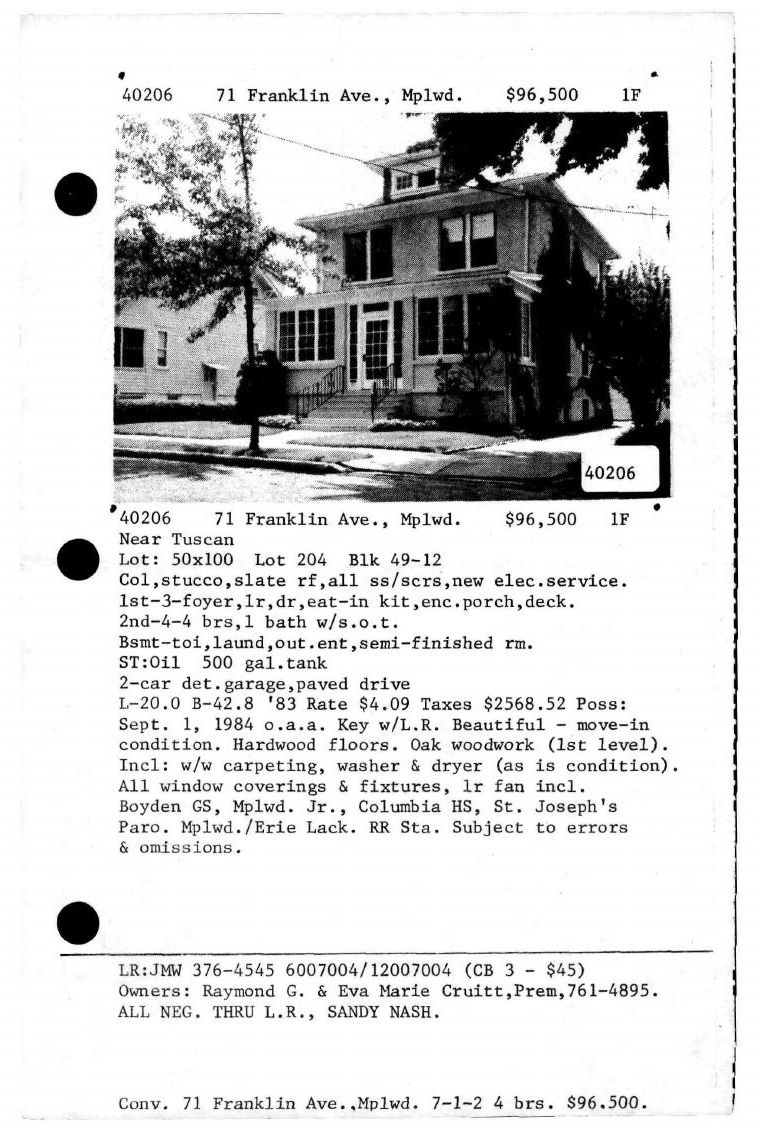 40206 71 Franklin Ave., Mplwd. $96,500 1F
40206
40206 71 Franklin Ave., Mplwd. $96,500 1F
Near Tuscan
Lot: 50x100 Lot 204 Blk 49-12
Col,stucco,slate rf,all ss/scrs,new elec.service.
1st-3-foyer,lr,dr,eat-in kit,enc.porch,deck.
2nd-4-4 brs,1 bath w/s.o.t.
Bsmt-toi,laund,out.ent,semi-finished rm.
ST:Oil 500 gal.tank
2-car det.garage,paved drive
L-20.0 B-42.8 '83 Rate $4.09 Taxes $2568.52 Poss:
Sept. 1, 1984 o.a.a. Key w/L.R. Beautiful - move-in
condition. Hardwood floors. Oak woodwork (1st level).
Incl: w/w carpeting, washer & dryer (as is condition).
All window coverings & fixtures, lr fan incl.
Boyden GS, Mplwd. Jr., Columbia HS, St. Joseph's
Paro. Mplwd./Erie Lack. RR Sta. Subject to errors
& omissions.
LR:JMW 376-4545 6007004/12007004 (CB 3 - $45)
Owners: Raymond G. & Eva Marie Cruitt,Prem,761-4895.
ALL NEG. THRU L.R., SANDY NASH.
Conv. 71 Franklin Ave.,Mplwd. 7-1-2 4 brs. $96,500.